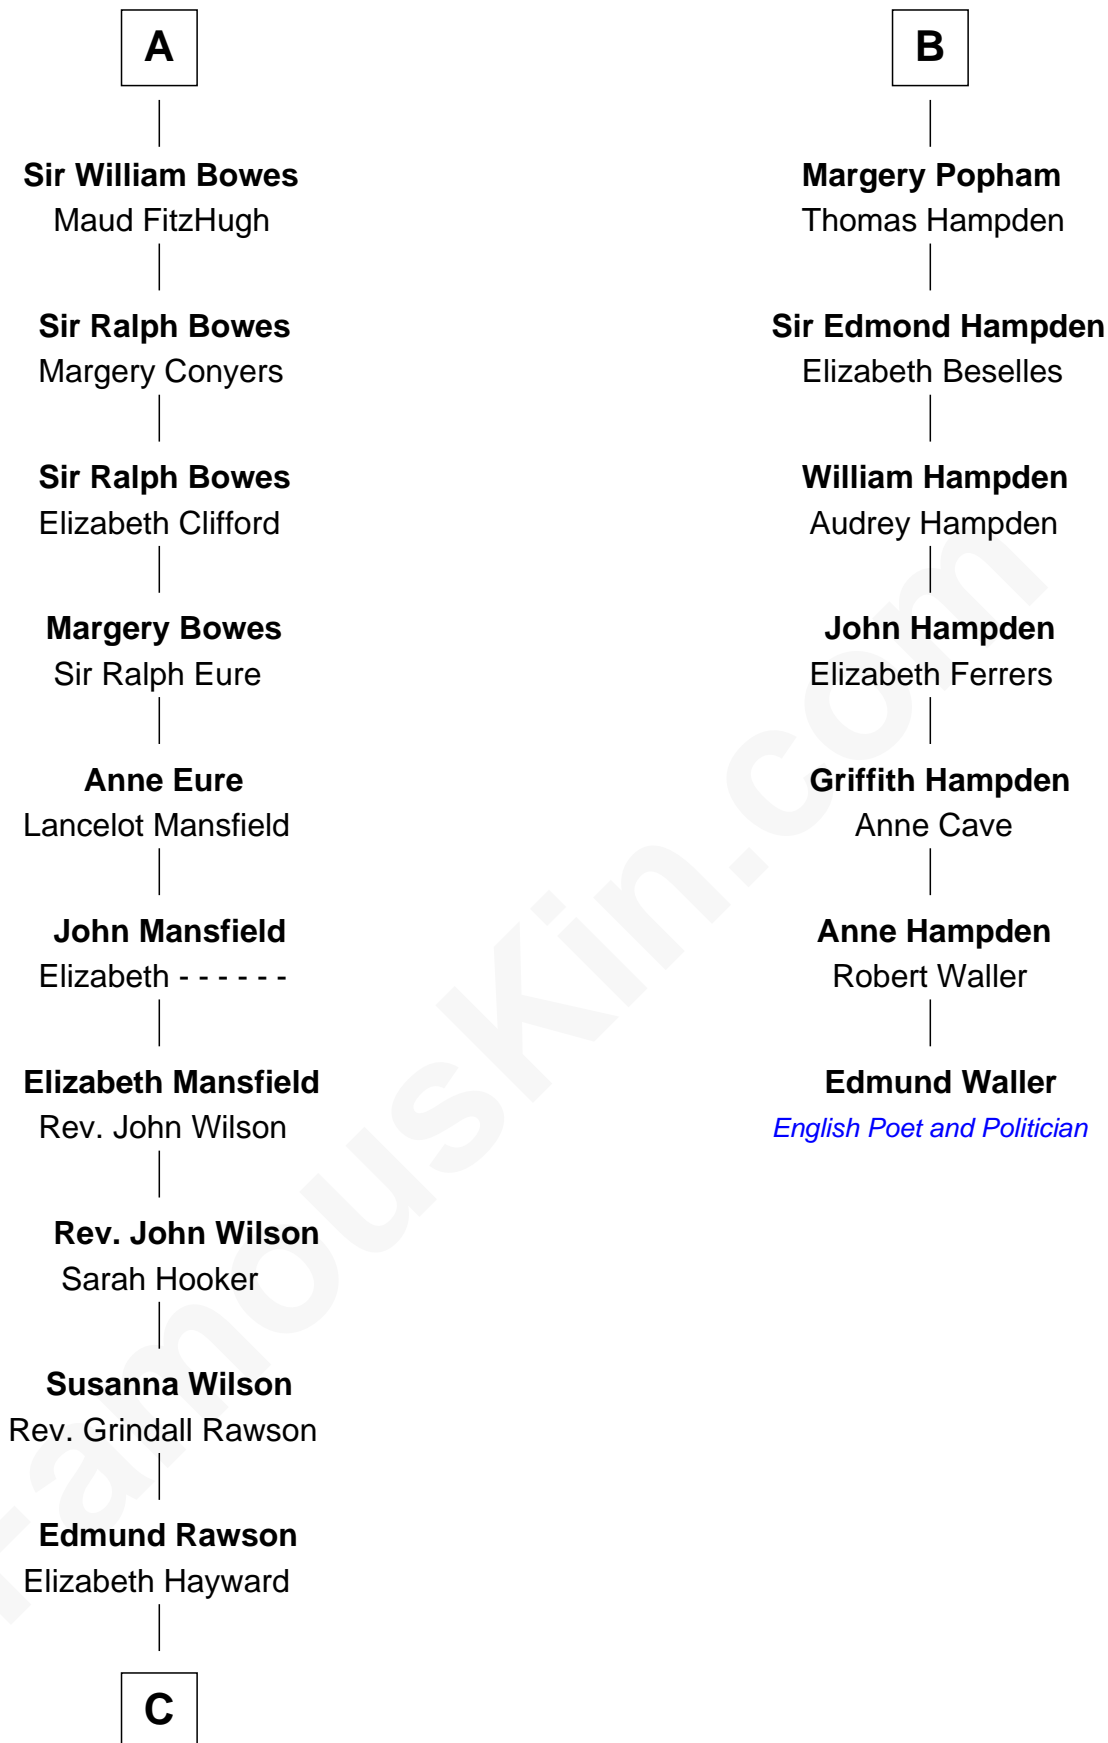 A
Sir William Bowes
Maud FitzHugh
Sir Ralph Bowes
Margery Conyers
Sir Ralph Bowes
Elizabeth Clifford
Margery Bowes
Sir Ralph Eure
Anne Eure
Lancelot Mansfield
John Mansfield
Elizabeth - - - - - -
Elizabeth Mansfield
Rev. John Wilson
Rev. John Wilson
Sarah Hooker
Susanna Wilson
Rev. Grindall Rawson
Edmund Rawson
Elizabeth Hayward
C
B
Margery Popham
Thomas Hampden
Sir Edmond Hampden
Elizabeth Beselles
William Hampden
Audrey Hampden
John Hampden
Elizabeth Ferrers
Griffith Hampden
Anne Cave
Anne Hampden
Robert Waller
Edmund Waller
English Poet and Politician
FamousKin.com